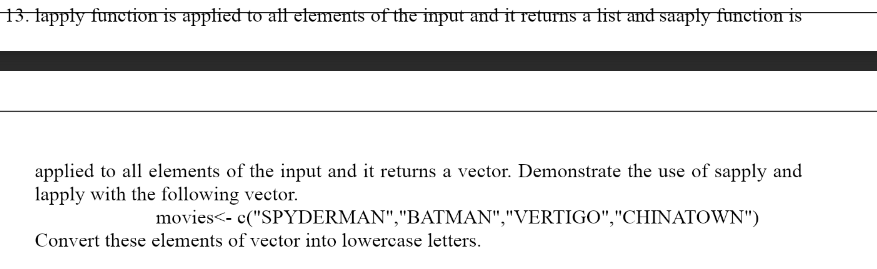 13. lapply function is applied to all elements of the input and it returns a list and saaply function is
applied to all elements of the input and it returns a vector. Demonstrate the use of sapply and
lapply with the following vector.
movies<- c("SPYDERMAN","BATMAN","VERTIGO","CHINATOWN")
Convert these elements of vector into lowercase letters.